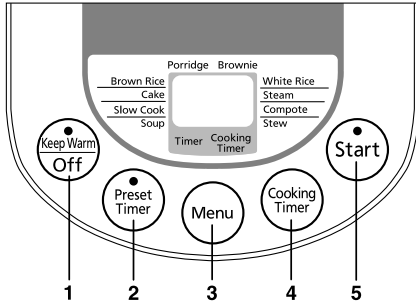 Porridge Brownie
Brown Rice White Rice
Cake Steam
Slow Cook Compote
Soup Stew
Timer Cooking
Timer
Keep Warm
Off
Preset
Timer
Menu
Cooking
Timer
Start
1 2 3 4 5